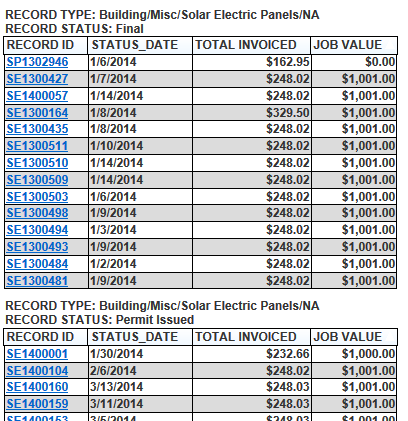 RECORD TYPE: Building/Misc/Solar Electric Panels/NA
RECORD STATUS: Final
RECORD ID STATUS_DATE TOTAL INVOICED JOB VALUE
SP1302946 1/6/2014 $162.95 $0.00
SE1300427 1/7/2014 $248.02 $1,001.00
SE1400057 1/14/2014 $248.02 $1,001.00
SE1300164 1/8/2014 $329.50 $1,001.00
SE1300435 1/8/2014 $248.02 $1,001.00
SE1300511 1/10/2014 $248.02 $1,001.00
SE1300510 1/14/2014 $248.02 $1,001.00
SE1300509 1/14/2014 $248.02 $1,001.00
SE1300503 1/6/2014 $248.02 $1,001.00
SE1300498 1/9/2014 $248.02 $1,001.00
SE1300494 1/3/2014 $248.02 $1,001.00
SE1300493 1/9/2014 $248.02 $1,001.00
SE1300484 1/2/2014 $248.02 $1,001.00
SE1300481 1/9/2014 $248.02 $1,001.00
RECORD TYPE: Building/Misc/Solar Electric Panels/NA
RECORD STATUS: Permit Issued
RECORD ID STATUS_DATE TOTAL INVOICED JOB VALUE
SE1400001 1/30/2014 $232.66 $1,000.00
SE1400104 2/6/2014 $248.02 $1,001.00
SE1400160 3/13/2014 $248.03 $1,001.00
SE1400159 3/11/2014 $248.03 $1,001.00
SE1400153 3/5/2014 $248.03 $1,001.00